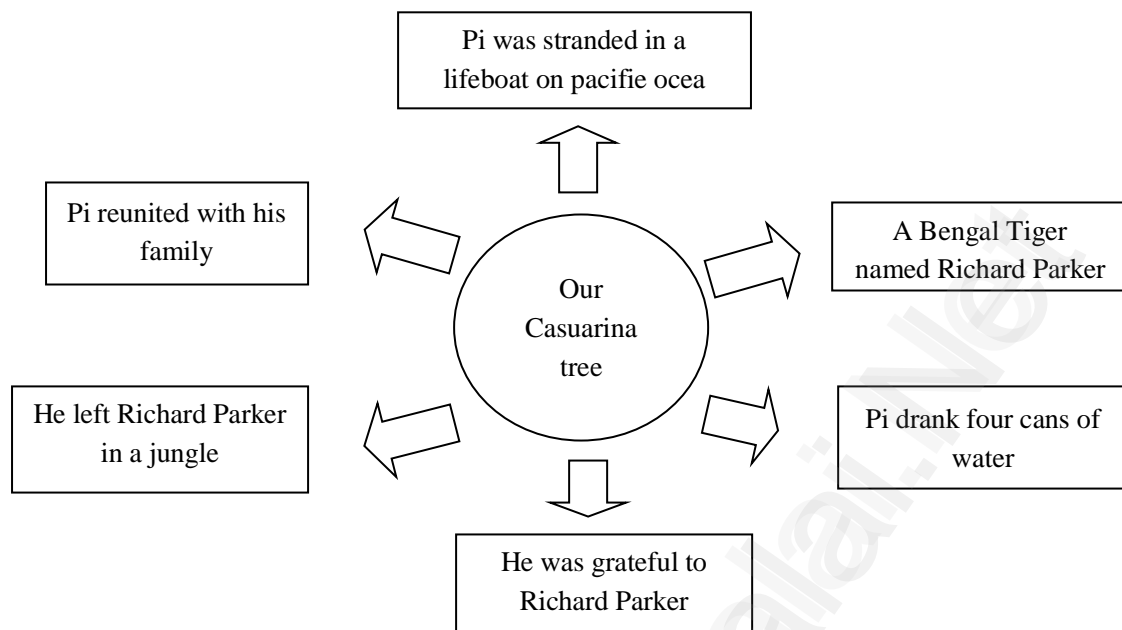 Pi was stranded in a
lifeboat on pacifie ocea
Pi reunited with his
family
A Bengal Tiger
named Richard Parker
Our
Casuarina
tree
He left Richard Parker
in a jungle
Pi drank four cans of
water
He was grateful to
Richard Parker